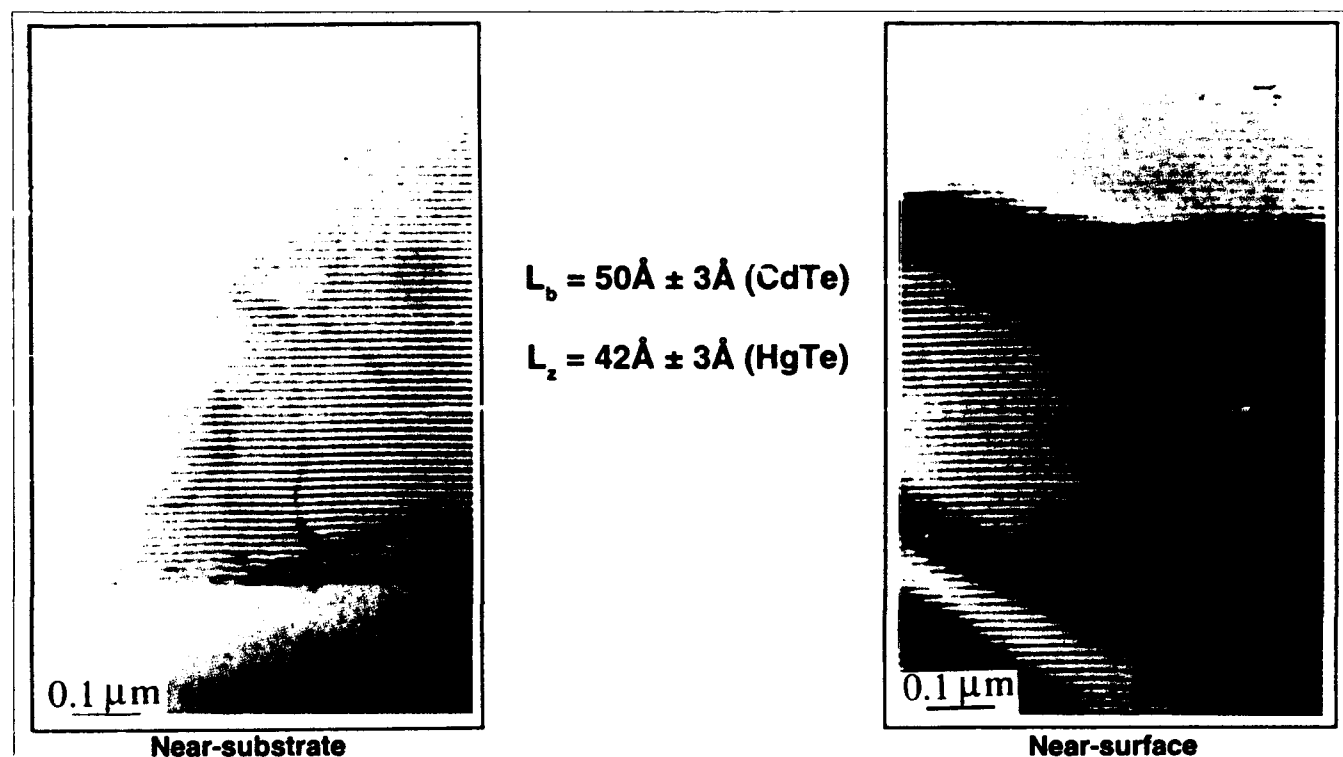 L_b = 50Å ± 3Å (CdTe)
L_z = 42Å ± 3Å (HgTe)
0.1 μm
0.1 μm
Near-substrate
Near-surface